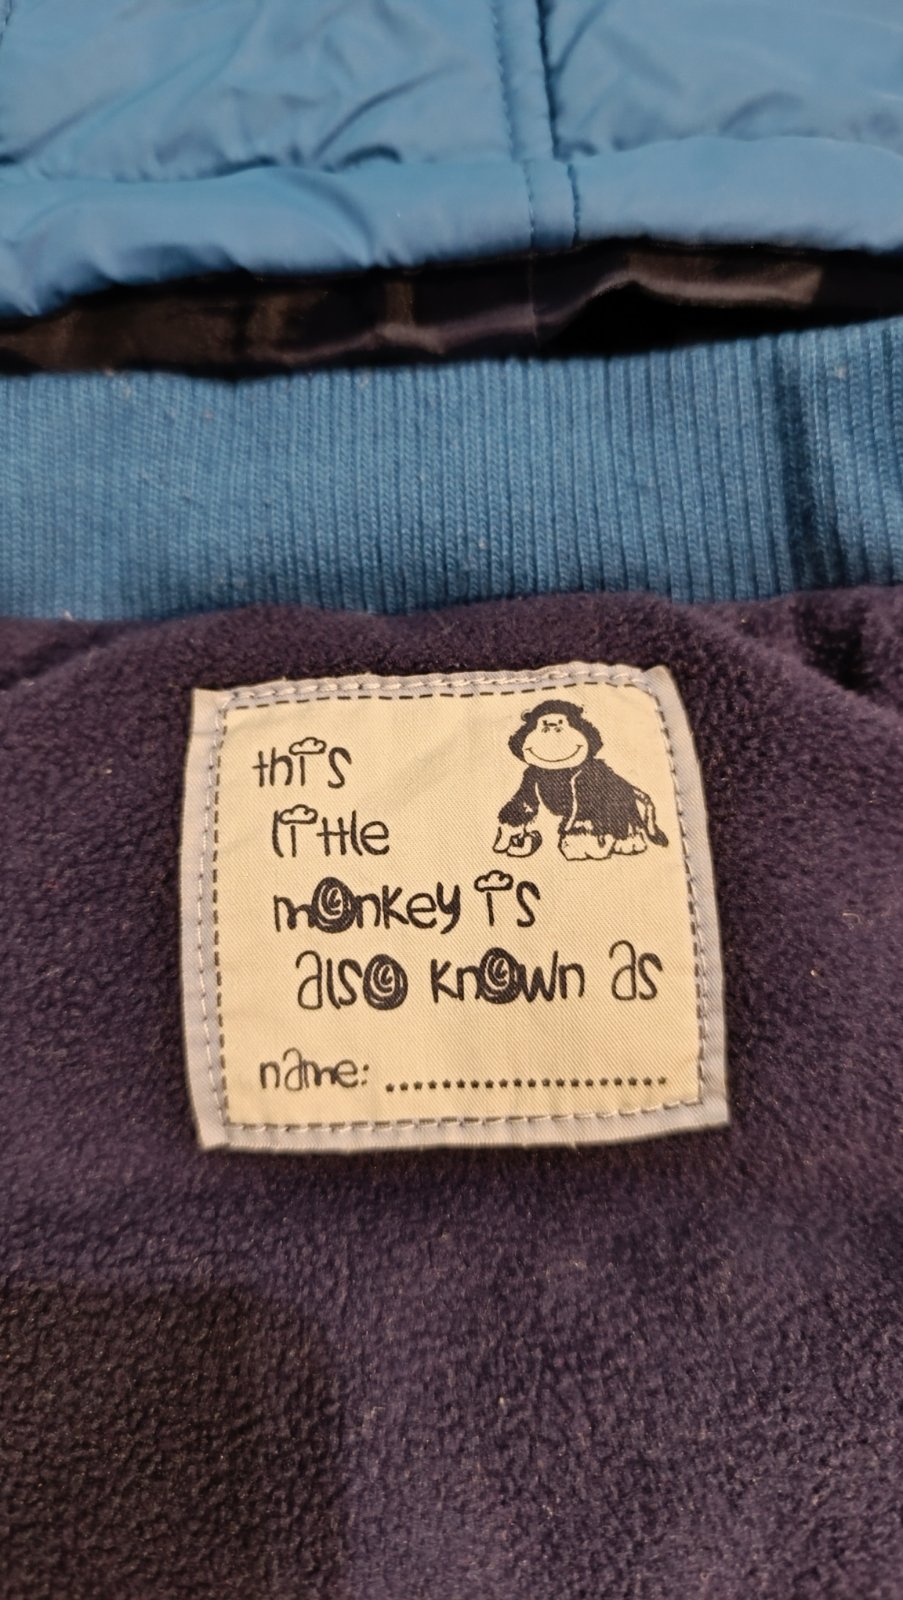 this
little
monkey is
also known as
name: ....................